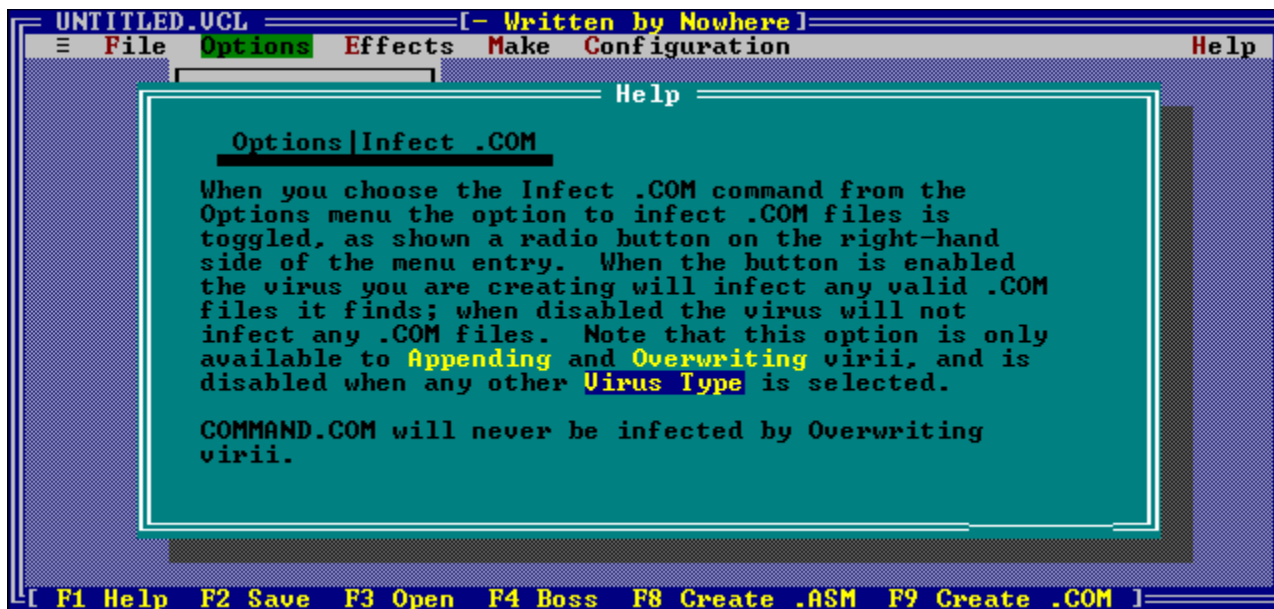 UNTITLED.VCL [- Written by Nowhere]
≡ File Options Effects Make Configuration Help
Help
Options|Infect .COM
When you choose the Infect .COM command from the
Options menu the option to infect .COM files is
toggled, as shown a radio button on the right-hand
side of the menu entry. When the button is enabled
the virus you are creating will infect any valid .COM
files it finds; when disabled the virus will not
infect any .COM files. Note that this option is only
available to Appending and Overwriting virii, and is
disabled when any other Virus Type is selected.
COMMAND.COM will never be infected by Overwriting
virii.
[ F1 Help F2 Save F3 Open F4 Boss F8 Create .ASM F9 Create .COM ]